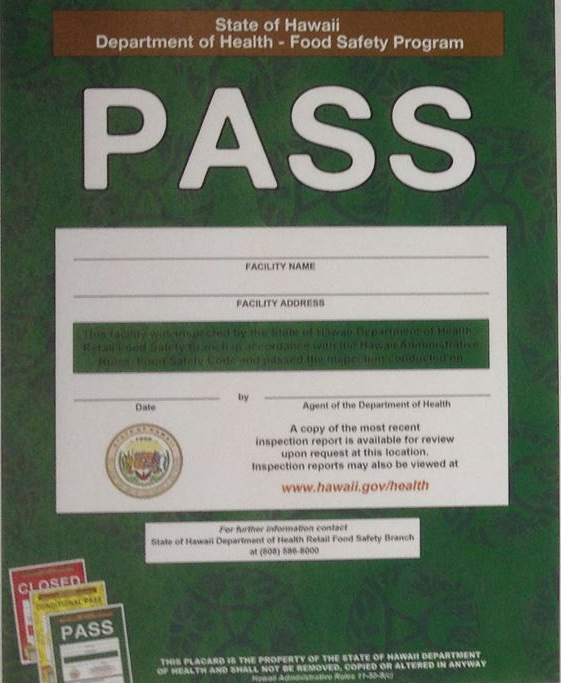 State of Hawaii
Department of Health - Food Safety Program
PASS
FACILITY NAME
FACILITY ADDRESS
This facility was inspected by the State of Hawaii Department of Health
Retail Food Safety Branch in accordance with the Hawaii Administrative
Rules, Food Safety Code and passed the inspection conducted on
by
Date
Agent of the Department of Health
A copy of the most recent
inspection report is available for review
upon request at this location.
Inspection reports may also be viewed at
www.hawaii.gov/health
STATE OF HAWAII
For further information contact
State of Hawaii Department of Health Retail Food Safety Branch
at (808) 586-8000
CLOSED
CONDITIONAL PASS
PASS
THIS PLACARD IS THE PROPERTY OF THE STATE OF HAWAII DEPARTMENT
OF HEALTH AND SHALL NOT BE REMOVED, COPIED OR ALTERED IN ANYWAY
Hawaii Administrative Rules 11-50-8(c)